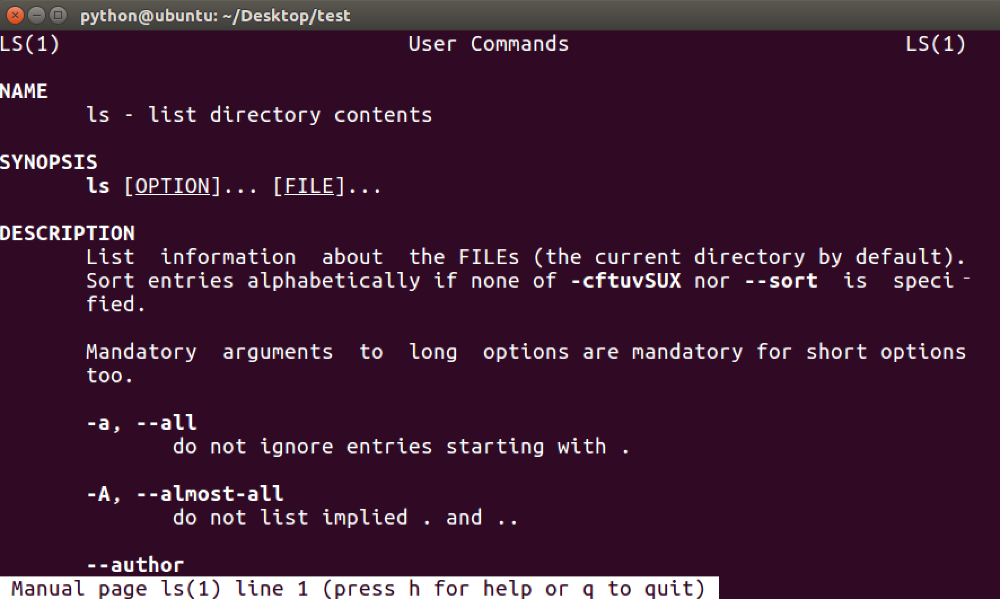 python@ubuntu: ~/Desktop/test
LS(1) User Commands LS(1)
NAME
ls - list directory contents
SYNOPSIS
ls [OPTION]... [FILE]...
DESCRIPTION
List information about the FILEs (the current directory by default).
Sort entries alphabetically if none of -cftuvSUX nor --sort is speci-
fied.
Mandatory arguments to long options are mandatory for short options
too.
-a, --all
do not ignore entries starting with .
-A, --almost-all
do not list implied . and ..
--author
Manual page ls(1) line 1 (press h for help or q to quit)